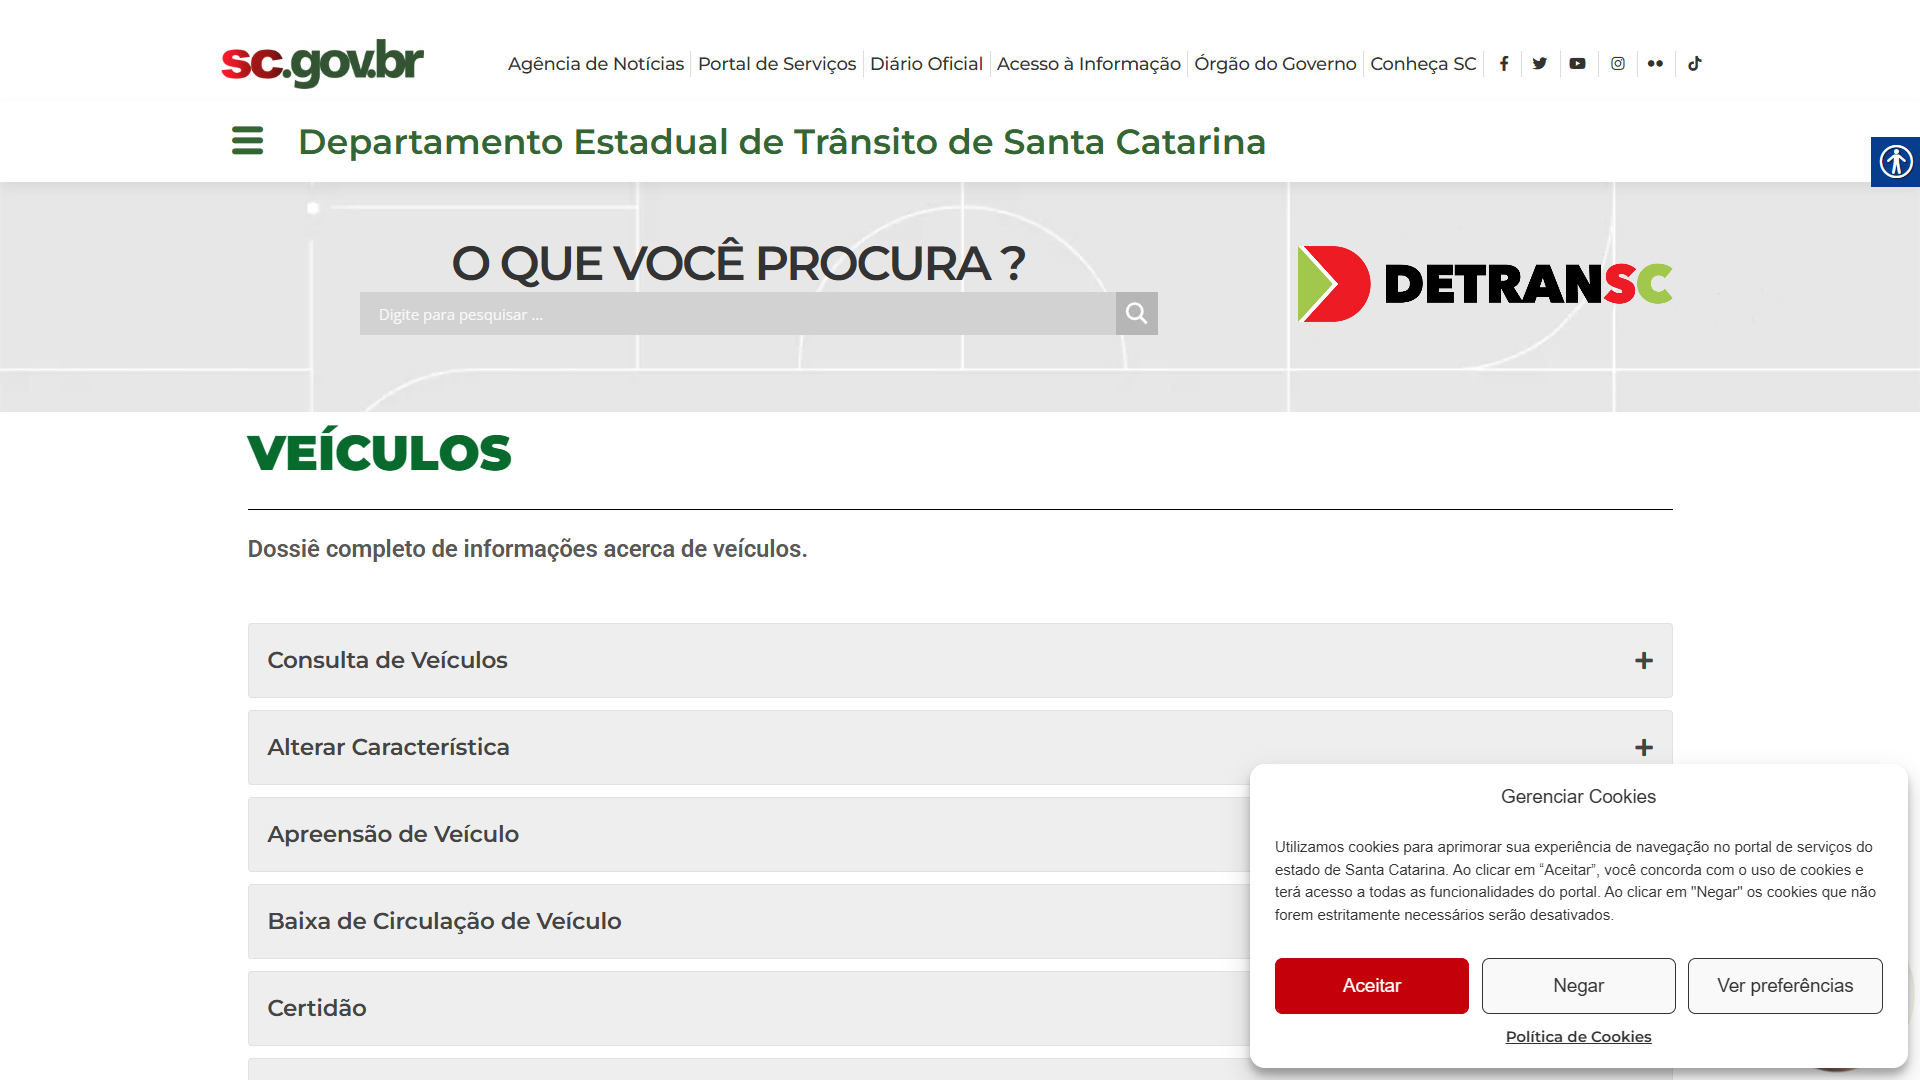 sc.gov.br
Agência de Notícias
Portal de Serviços
Diário Oficial
Acesso à Informação
Órgão do Governo
Conheça SC
Departamento Estadual de Trânsito de Santa Catarina
O QUE VOCÊ PROCURA ?
Digite para pesquisar ...
DETRANSC
VEÍCULOS
Dossiê completo de informações acerca de veículos.
Consulta de Veículos
Alterar Característica
Apreensão de Veículo
Baixa de Circulação de Veículo
Certidão
Gerenciar Cookies
Utilizamos cookies para aprimorar sua experiência de navegação no portal de serviços do
estado de Santa Catarina. Ao clicar em “Aceitar”, você concorda com o uso de cookies e
terá acesso a todas as funcionalidades do portal. Ao clicar em "Negar" os cookies que não
forem estritamente necessários serão desativados.
Aceitar
Negar
Ver preferências
Política de Cookies